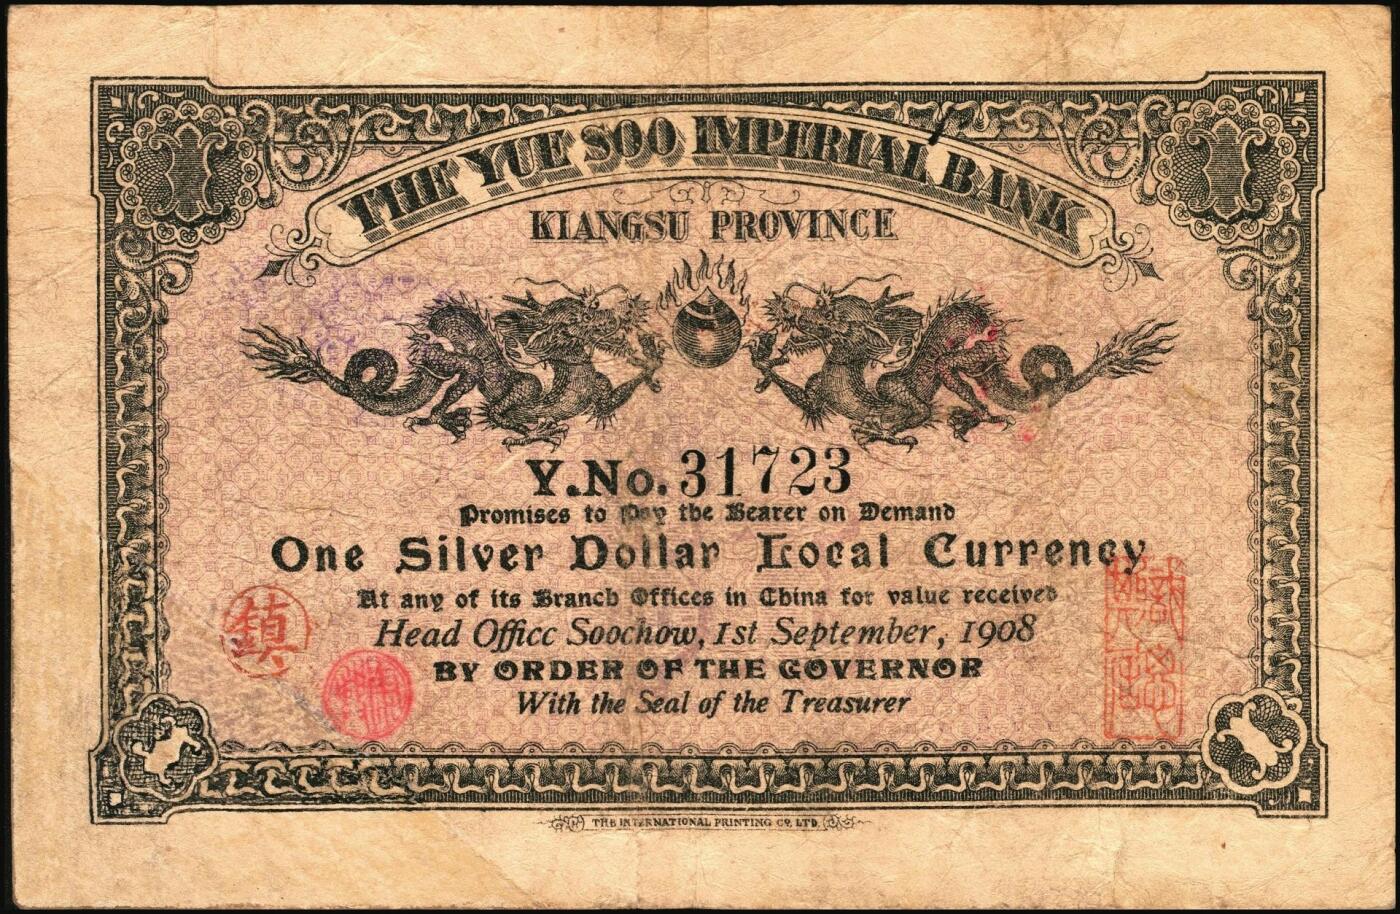 THE YUE SOO IMPERIAL BANK
KIANGSU PROVINCE
Y.No. 31723
Promises to Pay the Bearer on Demand
One Silver Dollar Local Currency
At any of its Branch Offices in China for value received
Head Officc Soochow, 1st September, 1908
BY ORDER OF THE GOVERNOR
With the Seal of the Treasurer
鎮
THE INTERNATIONAL PRINTING CO. LTD.